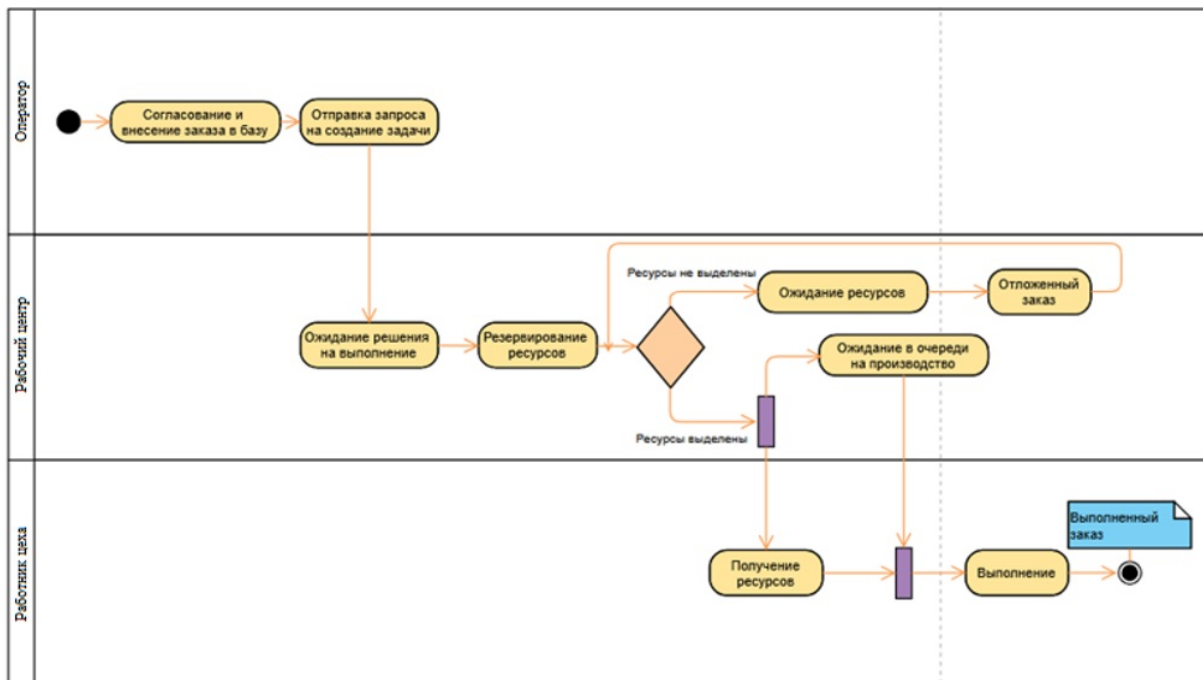 Оператор
Согласование и
внесение заказа в базу
Отправка запроса
на создание задачи
Рабочий центр
Ресурсы не выделены
Ожидание ресурсов
Отложенный
заказ
Ожидание решения
на выполнение
Резервирование
ресурсов
Ожидание в очереди
на производство
Ресурсы выделены
Работник цеха
Выполненный
заказ
Получение
ресурсов
Выполнение